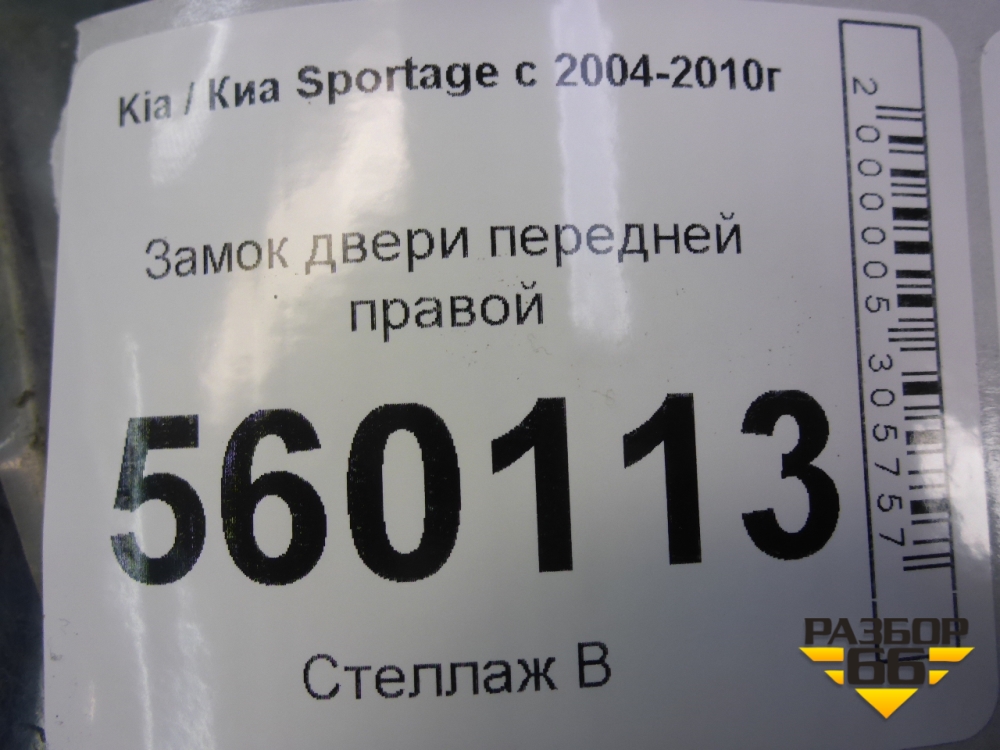 Kia / Киа Sportage с 2004-2010г
Замок двери передней
правой
560113
Стеллаж В
2000005305757
РАЗБОР
66